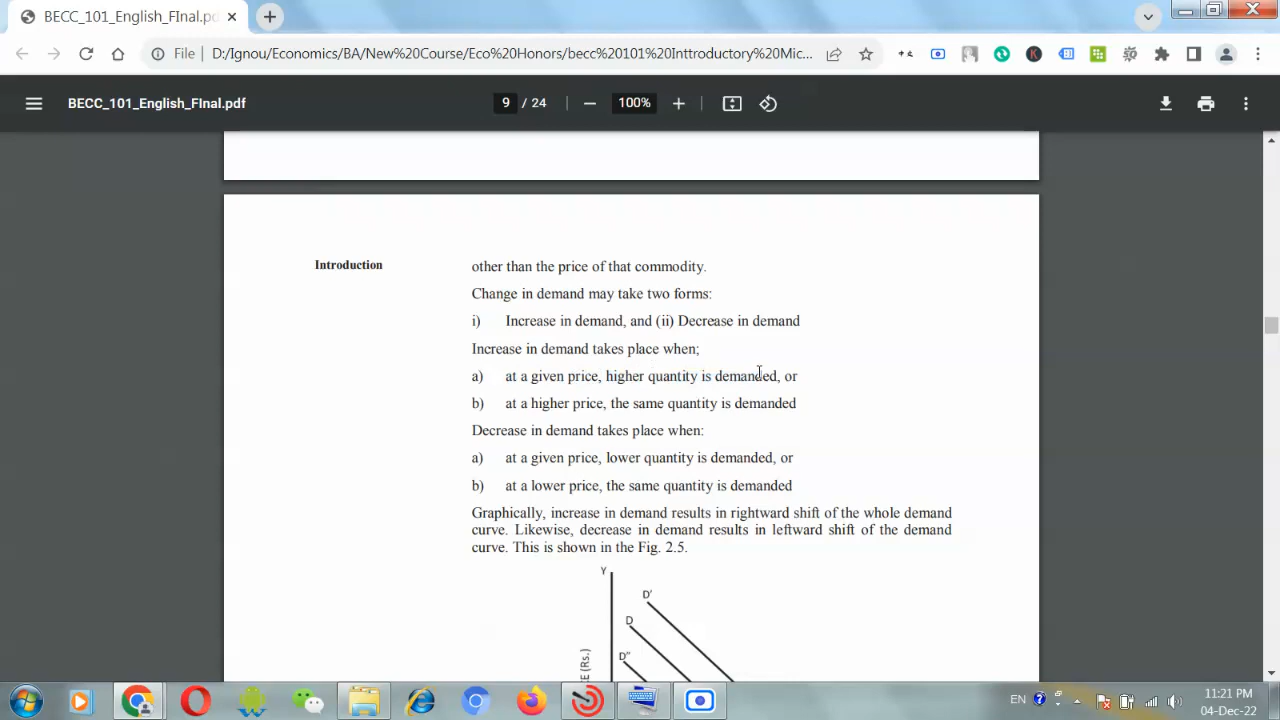 BECC_101_English_FInal.pd
File
D:/Ignou/Economics/BA/New%20Course/Eco%20Honors/becc%20101%20Inttroductory%20Mic...
BECC_101_English_FInal.pdf
9 / 24
100%
Introduction
other than the price of that commodity.
Change in demand may take two forms:
i) Increase in demand, and (ii) Decrease in demand
Increase in demand takes place when;
a) at a given price, higher quantity is demanded, or
b) at a higher price, the same quantity is demanded
Decrease in demand takes place when:
a) at a given price, lower quantity is demanded, or
b) at a lower price, the same quantity is demanded
Graphically, increase in demand results in rightward shift of the whole demand
curve. Likewise, decrease in demand results in leftward shift of the demand
curve. This is shown in the Fig. 2.5.
Y
D'
D
D"
(Rs.)
EN
11:21 PM
04-Dec-22